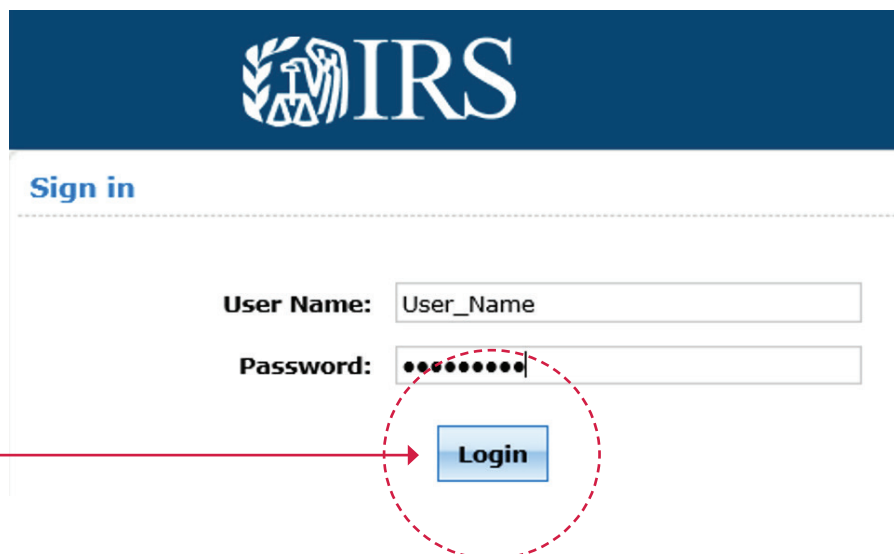 IRS
Sign in
User Name: User_Name
Password: •••••••••
Login